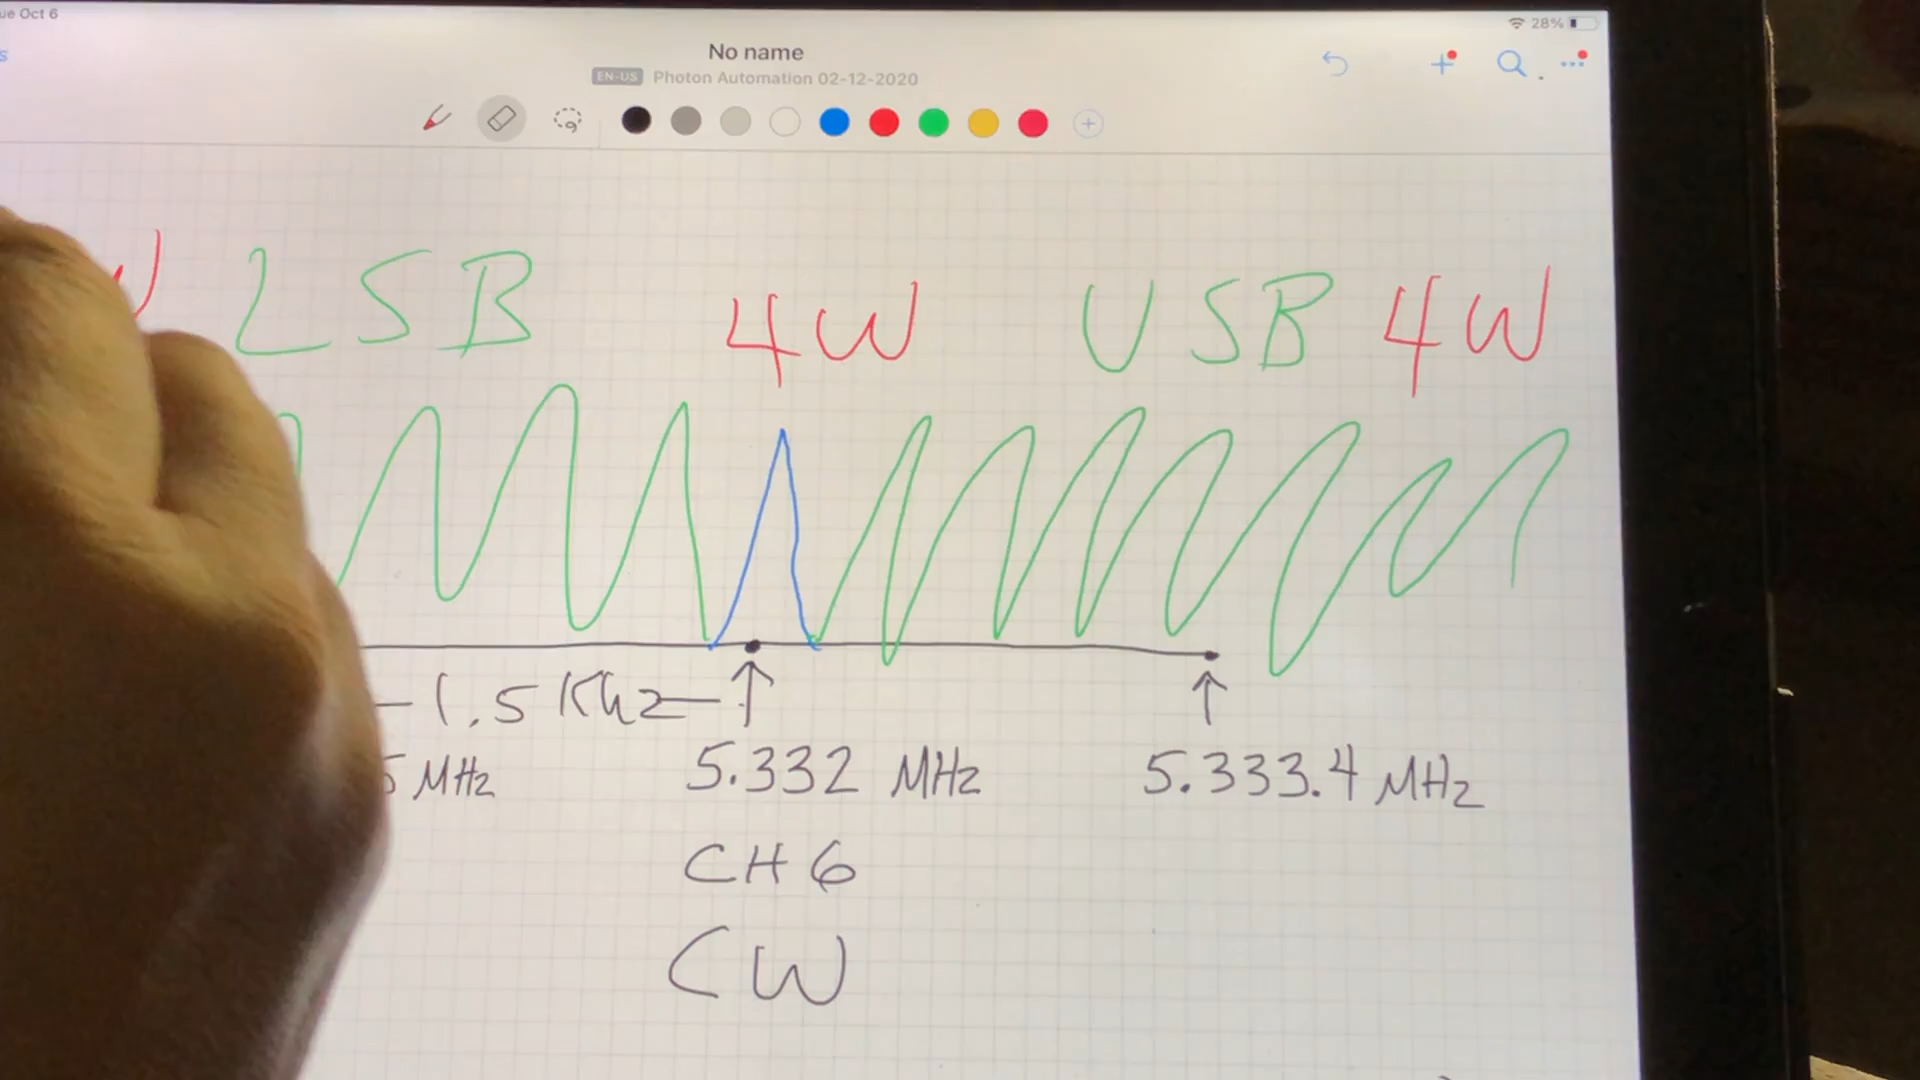 Oct 6
28%
No name
EN-US Photon Automation 02-12-2020
LSB 4W USB 4W
1.5 Khz
MHz 5.332 MHz 5.333.4 MHz
CH 6
CW